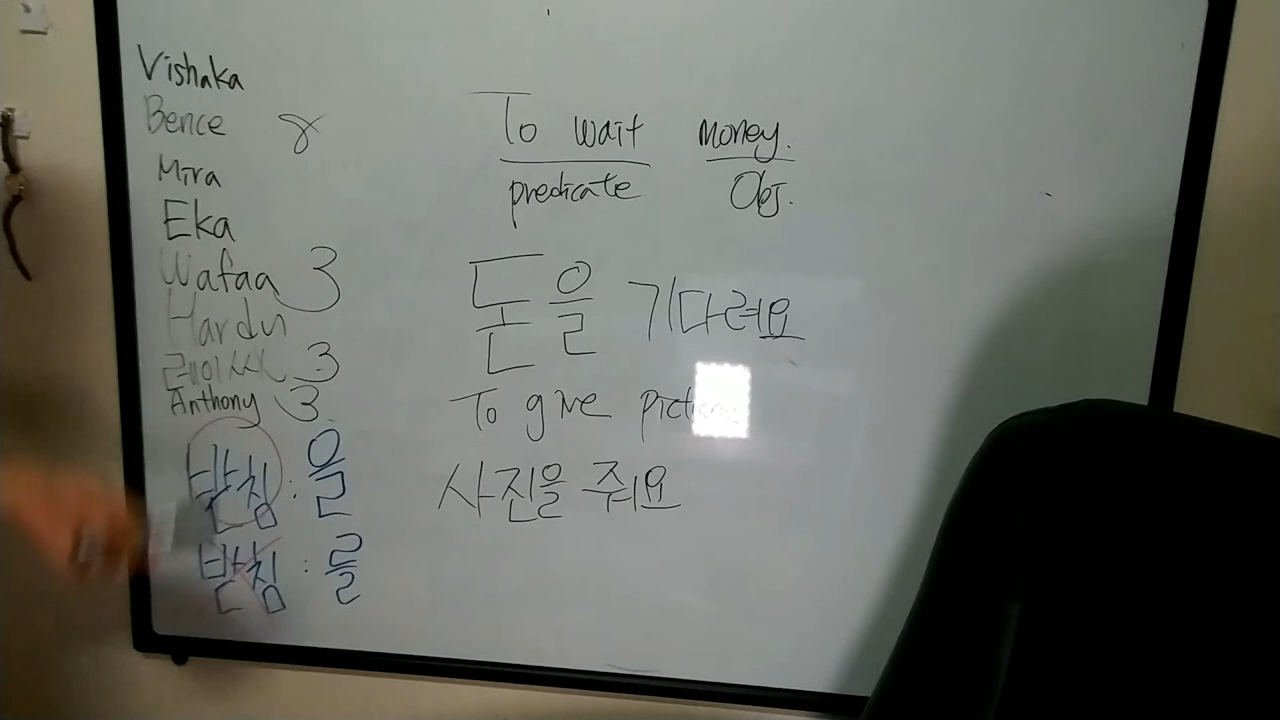 Vishaka
Bence 8
Mira
Eka
Wafaa 3
Hardu
레이씨 3
Anthony 3.
받침 : 을
받침 : 를
To wait money.
predicate Obj.
돈을 기다려요
To give
사진을 줘요